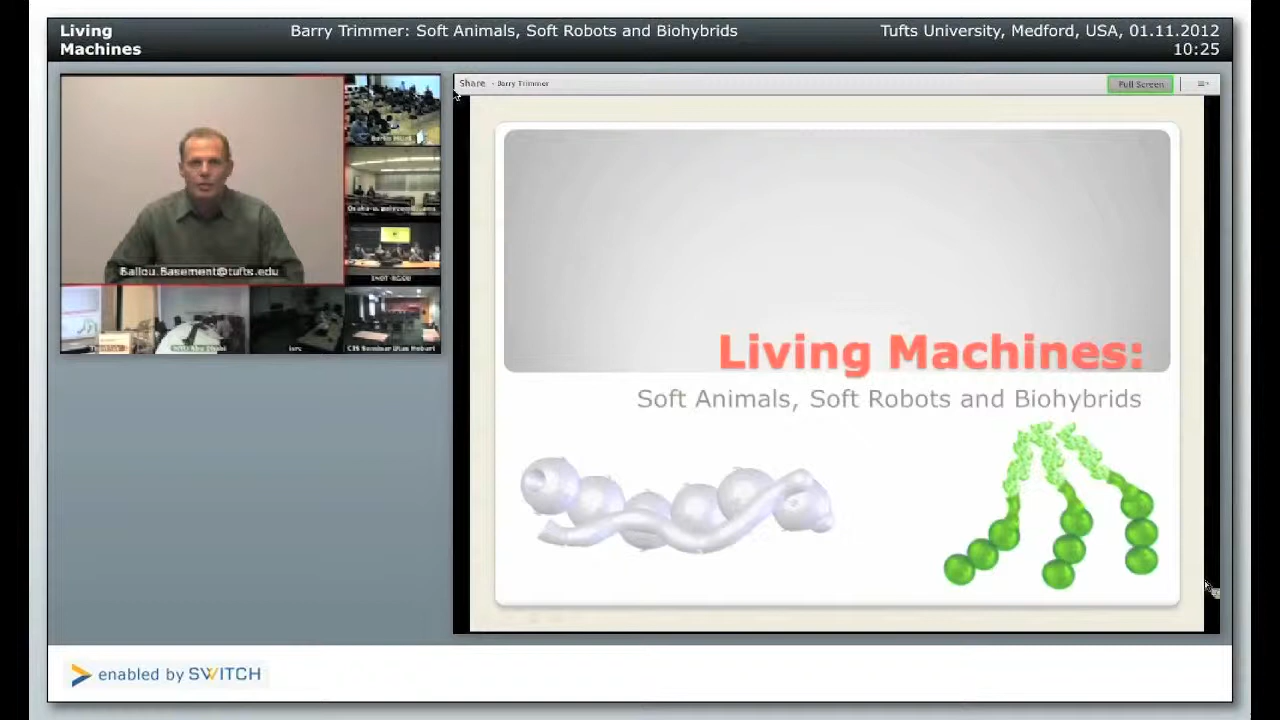 Living
Machines
Barry Trimmer: Soft Animals, Soft Robots and Biohybrids
Tufts University, Medford, USA, 01.11.2012
10:25
Share - Barry Trimmer
Full Screen
Ballou.Basement@tufts.edu
Living Machines:
Soft Animals, Soft Robots and Biohybrids
enabled by SWITCH